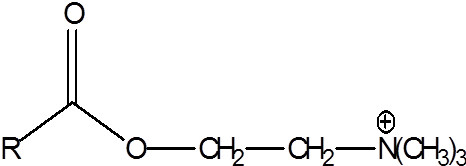 O
⊕
R O CH₂ CH₂ N(CH₃)₃